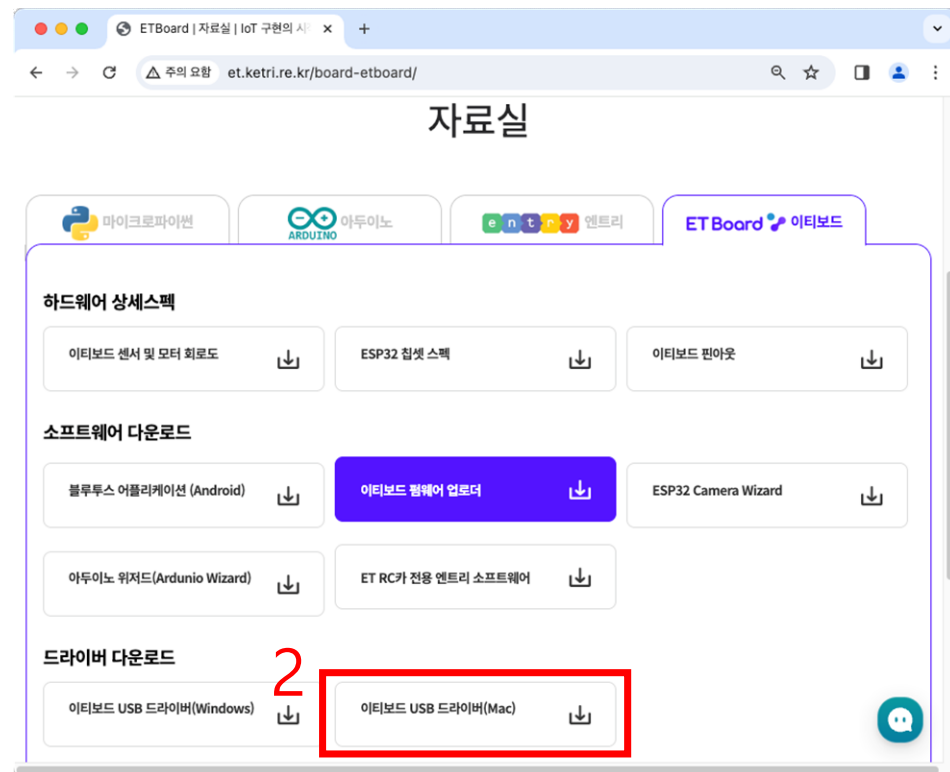 ETBoard | 자료실 | IoT 구현의 시
주의 요함 et.ketri.re.kr/board-etboard/
자료실
마이크로파이썬
ARDUINO 아두이노
entry 엔트리
ET Board 이티보드
하드웨어 상세스펙
이티보드 센서 및 모터 회로도
ESP32 칩셋 스펙
이티보드 핀아웃
소프트웨어 다운로드
블루투스 어플리케이션 (Android)
이티보드 펌웨어 업로더
ESP32 Camera Wizard
아두이노 위저드(Ardunio Wizard)
ET RC카 전용 엔트리 소프트웨어
드라이버 다운로드
2
이티보드 USB 드라이버(Windows)
이티보드 USB 드라이버(Mac)